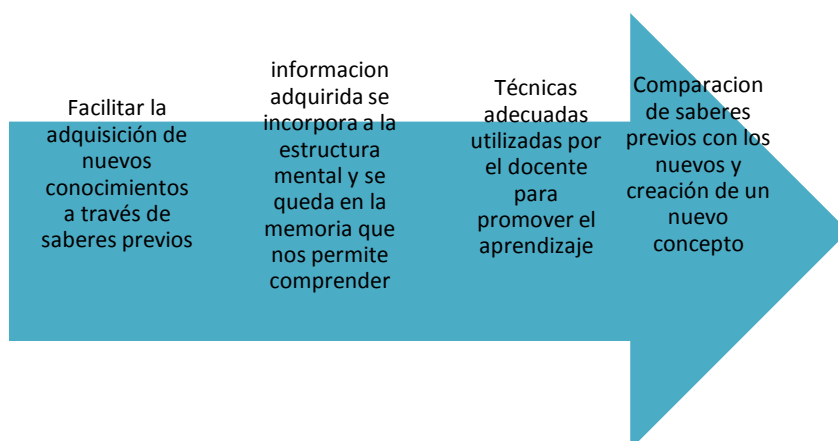 Facilitar la
adquisición de
nuevos
conocimientos
a través de
saberes previos
informacion
adquirida se
incorpora a la
estructura
mental y se
queda en la
memoria que
nos permite
comprender
Técnicas
adecuadas
utilizadas por
el docente
para
promover el
aprendizaje
Comparacion
de saberes
previos con los
nuevos y
creación de un
nuevo
concepto